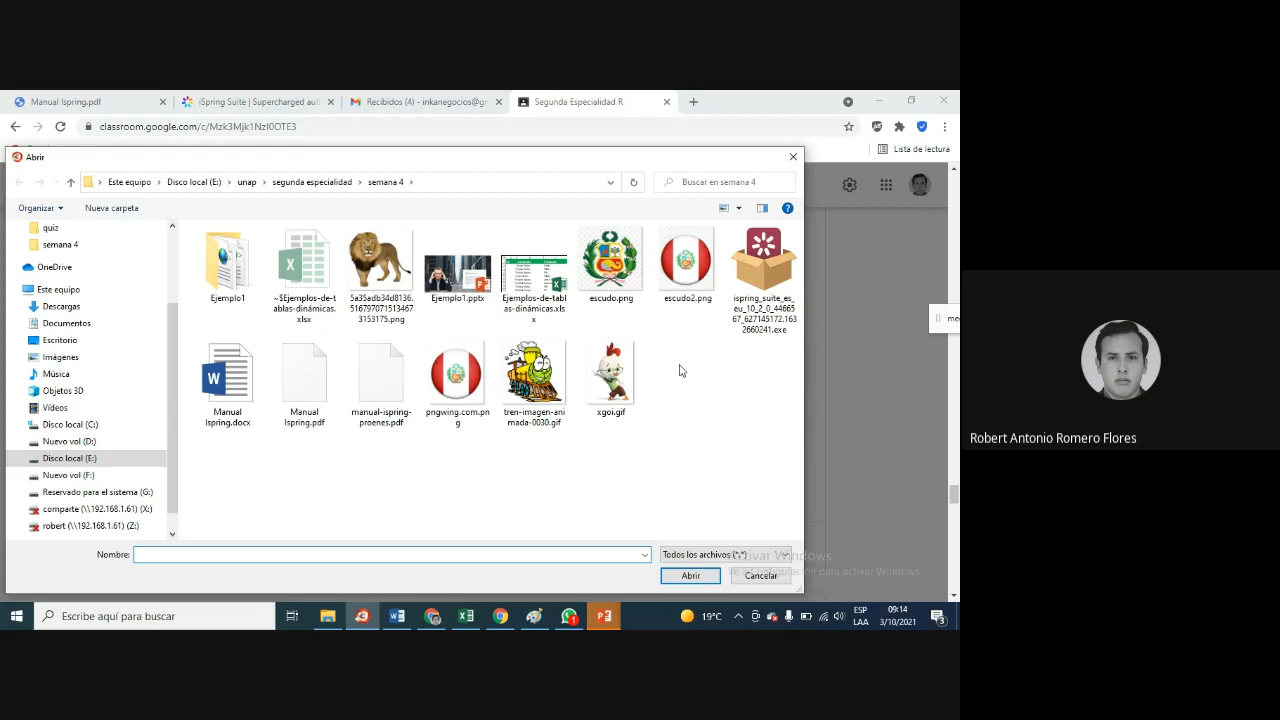 Manual Ispring.pdf
iSpring Suite | Supercharged aut
Recibidos (4) - inkanegocios@g
Segunda Especialidad R
classroom.google.com/c/Mzk3Mjk1NzI0OTE3
Lista de lectura
Abrir
Este equipo > Disco local (E:) > unap > segunda especialidad > semana 4 >
Buscar en semana 4
Organizar
Nueva carpeta
quiz
semana 4
OneDrive
Este equipo
Descargas
Documentos
Escritorio
Imágenes
Música
Objetos 3D
Vídeos
Disco local (C:)
Nuevo vol (D:)
Disco local (E:)
Nuevo vol (F:)
Reservado para el sistema (G:)
comparte (\\192.168.1.61) (X:)
robert (\\192.168.1.61) (Z:)
Ejemplo1
~$Ejemplos-de-t
ablas-dinámicas.
xlsx
5a35adb34d8136.
516797071513467
3153175.png
Ejemplo1.pptx
Ejemplos-de-tabl
as-dinámicas.xls
x
escudo.png
escudo2.png
ispring_suite_es_
eu_10_2_0_44665
67_627145172.163
2660241.exe
Manual
Ispring.docx
Manual
Ispring.pdf
manual-ispring-
proenes.pdf
pngwing.com.pn
g
tren-imagen-ani
mada-0030.gif
xgoi.gif
Nombre:
Todos los archivos (*.*)
Abrir
Cancelar
Activar Windows
Ve a Configuración para activar Windows.
me
Escribe aquí para buscar
19°C
ESP
LAA
09:14
3/10/2021
3
Robert Antonio Romero Flores